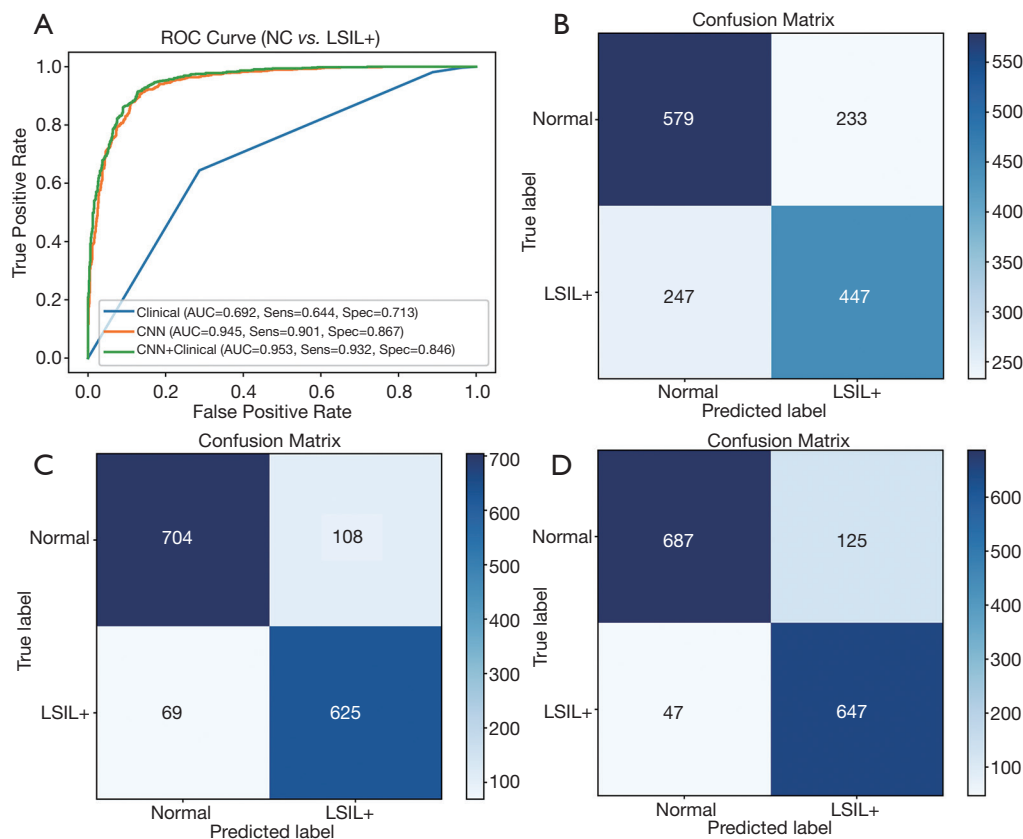 A
ROC Curve (NC vs. LSIL+)
1.0
0.8
0.6
0.4
0.2
0.0
True Positive Rate
Clinical (AUC=0.692, Sens=0.644, Spec=0.713)
CNN (AUC=0.945, Sens=0.901, Spec=0.867)
CNN+Clinical (AUC=0.953, Sens=0.932, Spec=0.846)
0.0 0.2 0.4 0.6 0.8 1.0
False Positive Rate
B
Confusion Matrix
True label
Normal
579 233
LSIL+
247 447
Normal LSIL+
Predicted label
550
500
450
400
350
300
250
C
Confusion Matrix
True label
Normal
704 108
LSIL+
69 625
Normal LSIL+
Predicted label
700
600
500
400
300
200
100
D
Confusion Matrix
True label
Normal
687 125
LSIL+
47 647
Normal LSIL+
Predicted label
600
500
400
300
200
100